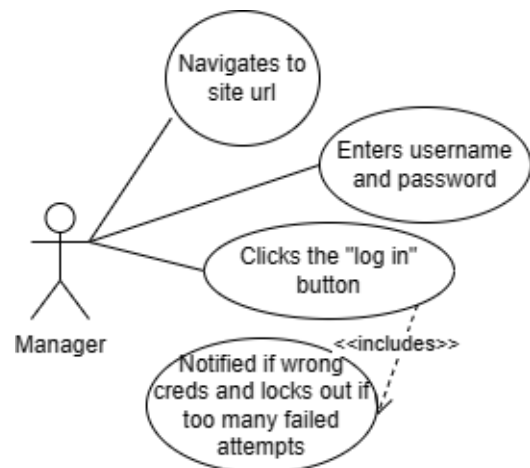 Navigates to
site url
Enters username
and password
Clicks the "log in"
button
Manager
<<includes>>
Notified if wrong
creds and locks out if
too many failed
attempts